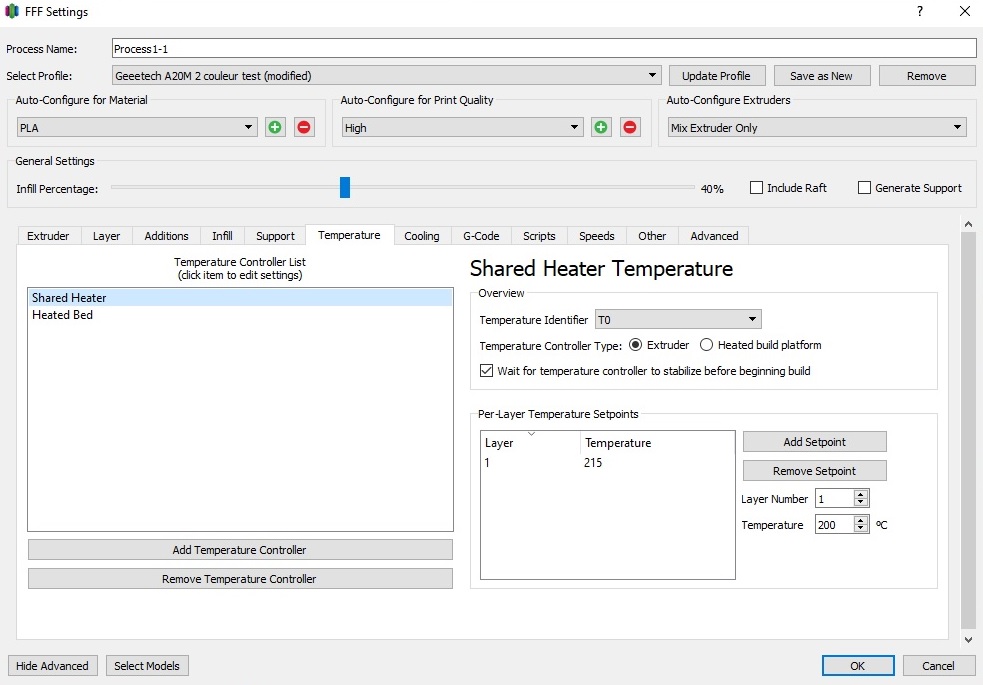 FFF Settings
?
Process Name:
Process1-1
Select Profile:
Geeetech A20M 2 couleur test (modified)
Update Profile
Save as New
Remove
Auto-Configure for Material
Auto-Configure for Print Quality
Auto-Configure Extruders
PLA
High
Mix Extruder Only
General Settings
Infill Percentage:
40%
Include Raft
Generate Support
Extruder
Layer
Additions
Infill
Support
Temperature
Cooling
G-Code
Scripts
Speeds
Other
Advanced
Temperature Controller List
(click item to edit settings)
Shared Heater
Heated Bed
Add Temperature Controller
Remove Temperature Controller
Shared Heater Temperature
Overview
Temperature Identifier
T0
Temperature Controller Type:
Extruder
Heated build platform
Wait for temperature controller to stabilize before beginning build
Per-Layer Temperature Setpoints
Layer
Temperature
1
215
Add Setpoint
Remove Setpoint
Layer Number
1
Temperature
200
ºC
Hide Advanced
Select Models
OK
Cancel